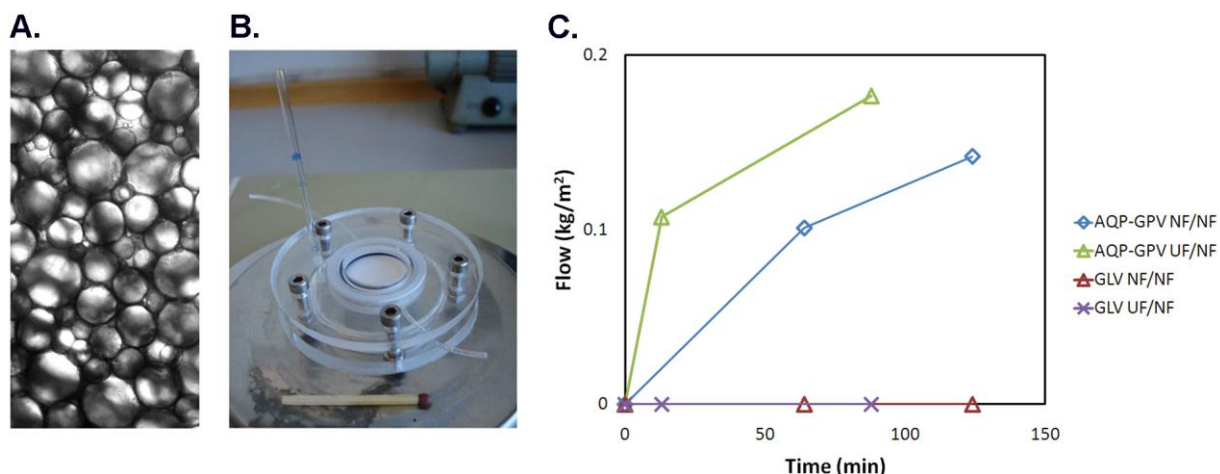 A.
B.
C.
0.2
0.1
0
Flow (kg/m²)
0
50
100
150
Time (min)
AQP-GPV NF/NF
AQP-GPV UF/NF
GLV NF/NF
GLV UF/NF